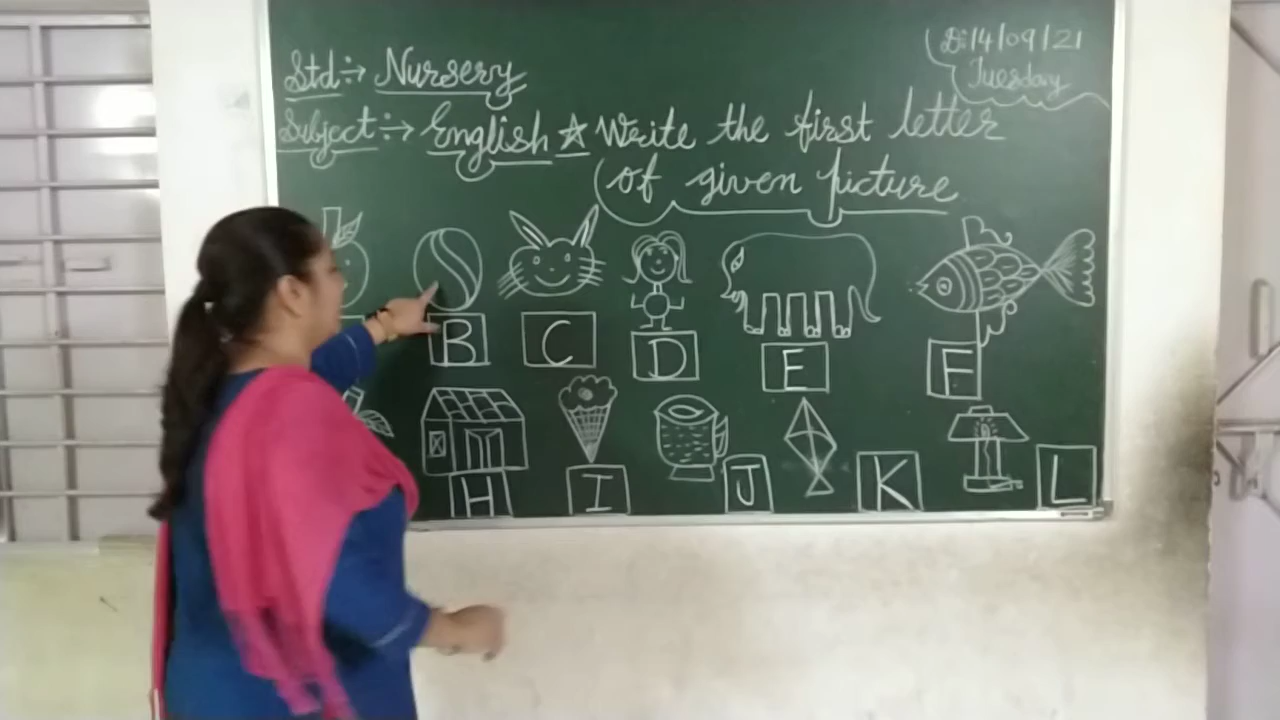 Std :→ Nursery
D:14/09/21
Tuesday
Subject :→ English ☆ Write the first letter
of given picture
B C D E F
H I J K L